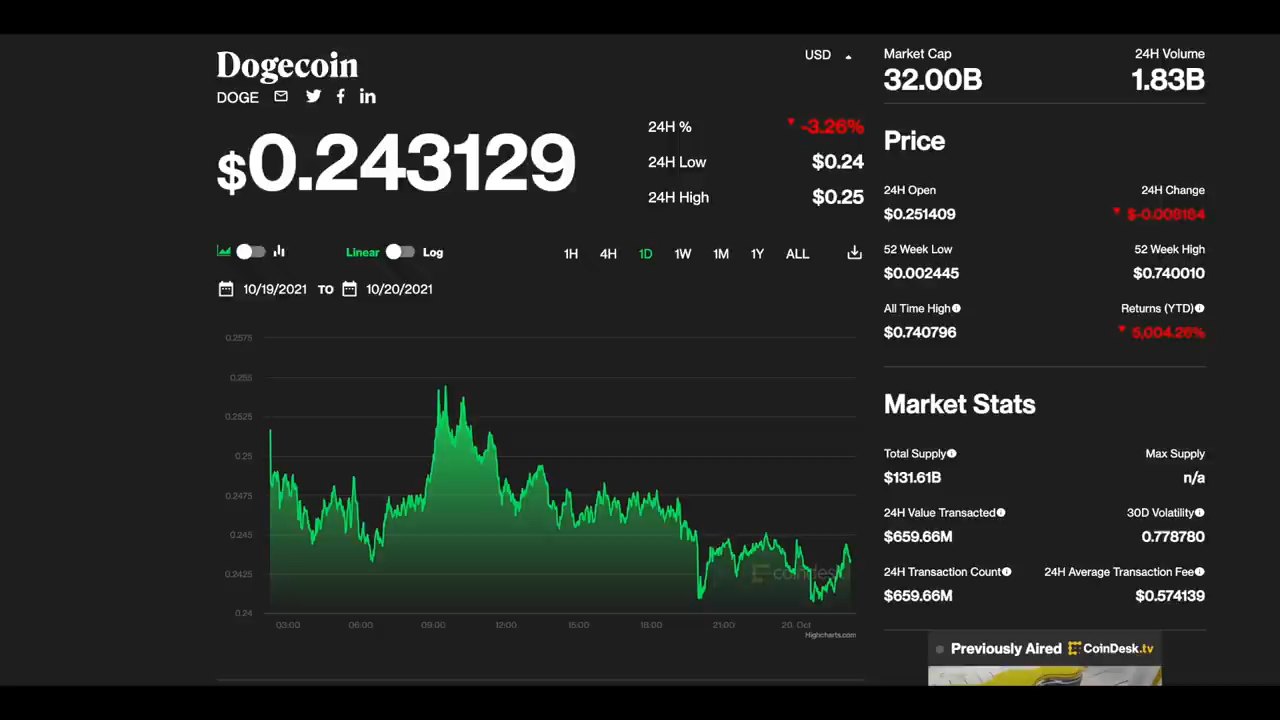 Dogecoin
DOGE
$0.243129
USD
24H % -3.26%
24H Low $0.24
24H High $0.25
Linear Log
1H 4H 1D 1W 1M 1Y ALL
10/19/2021 TO 10/20/2021
0.2575
0.255
0.2525
0.25
0.2475
0.245
0.2425
0.24
03:00 06:00 09:00 12:00 15:00 18:00 21:00 20. Oct
coindesk
Highcharts.com
Market Cap 24H Volume
32.00B 1.83B
Price
24H Open 24H Change
$0.251409 $-0.008184
52 Week Low 52 Week High
$0.002445 $0.740010
All Time High Returns (YTD)
$0.740796 5,004.26%
Market Stats
Total Supply Max Supply
$131.61B n/a
24H Value Transacted 30D Volatility
$659.66M 0.778780
24H Transaction Count 24H Average Transaction Fee
$659.66M $0.574139
Previously Aired CoinDesk.tv